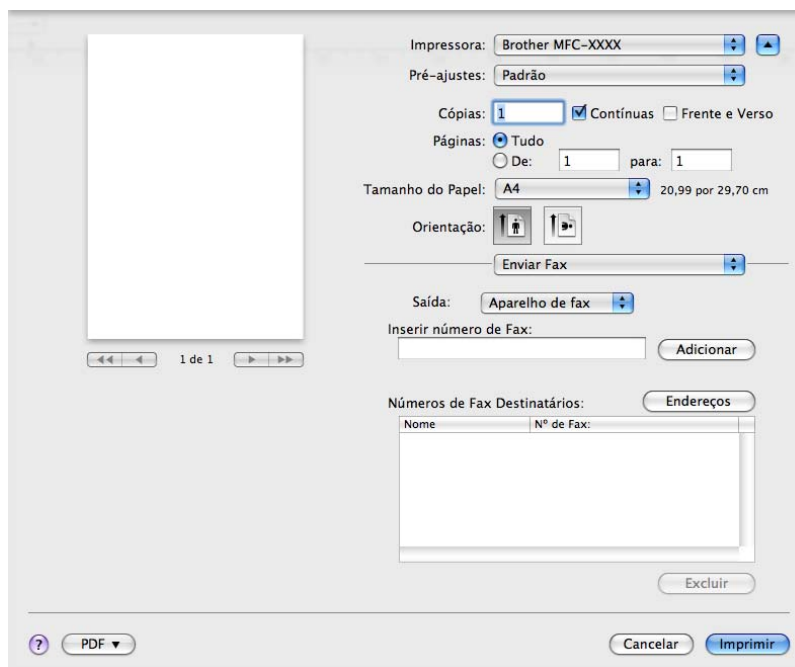 Impressora: Brother MFC-XXXX
Pré-ajustes: Padrão
Cópias: 1 Contínuas Frente e Verso
Páginas: Tudo
De: 1 para: 1
Tamanho do Papel: A4 20,99 por 29,70 cm
Orientação:
Enviar Fax
Saída: Aparelho de fax
Inserir número de Fax:
Adicionar
1 de 1
Números de Fax Destinatários: Endereços
Nome Nº de Fax:
Excluir
? PDF Cancelar Imprimir